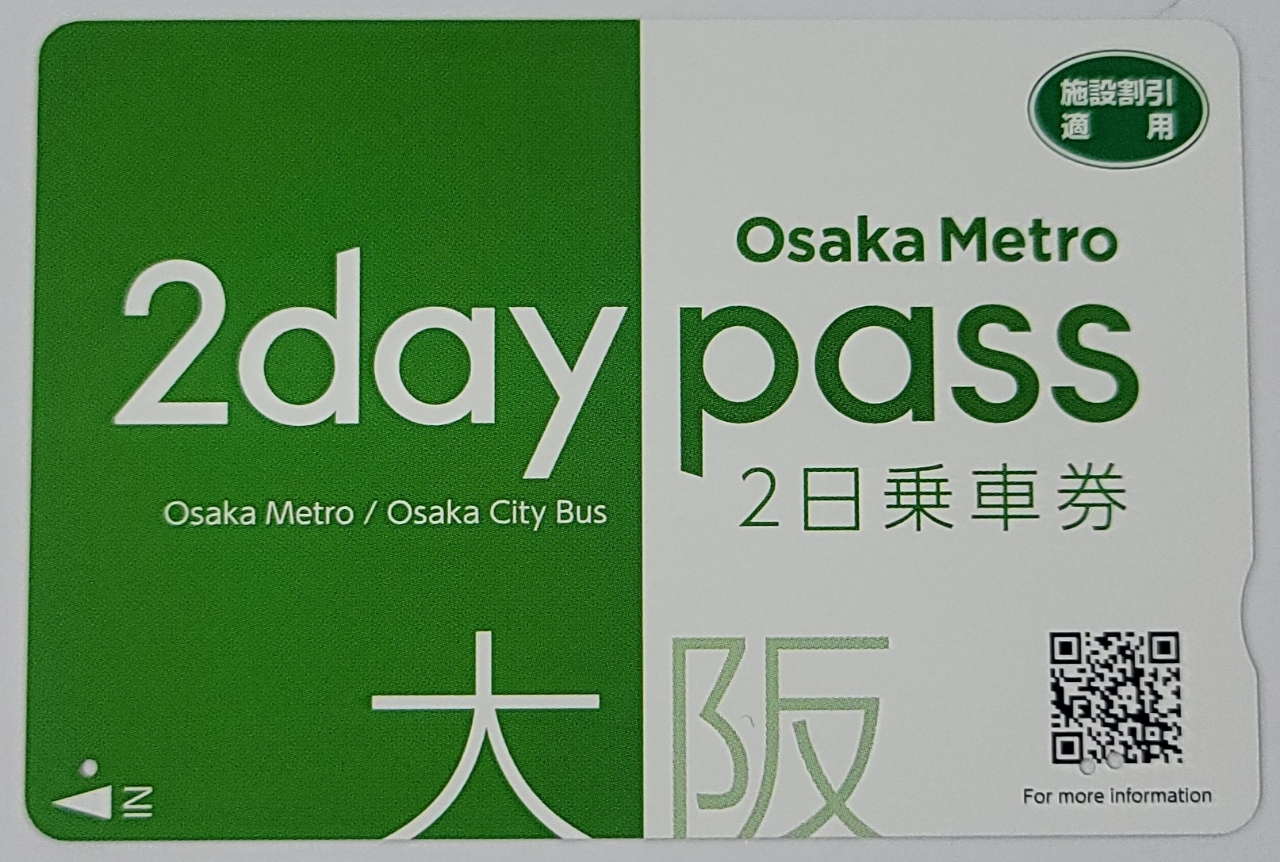 施設割引
適用
Osaka Metro
2day pass
Osaka Metro / Osaka City Bus
2日乗車券
大阪
IN
For more information